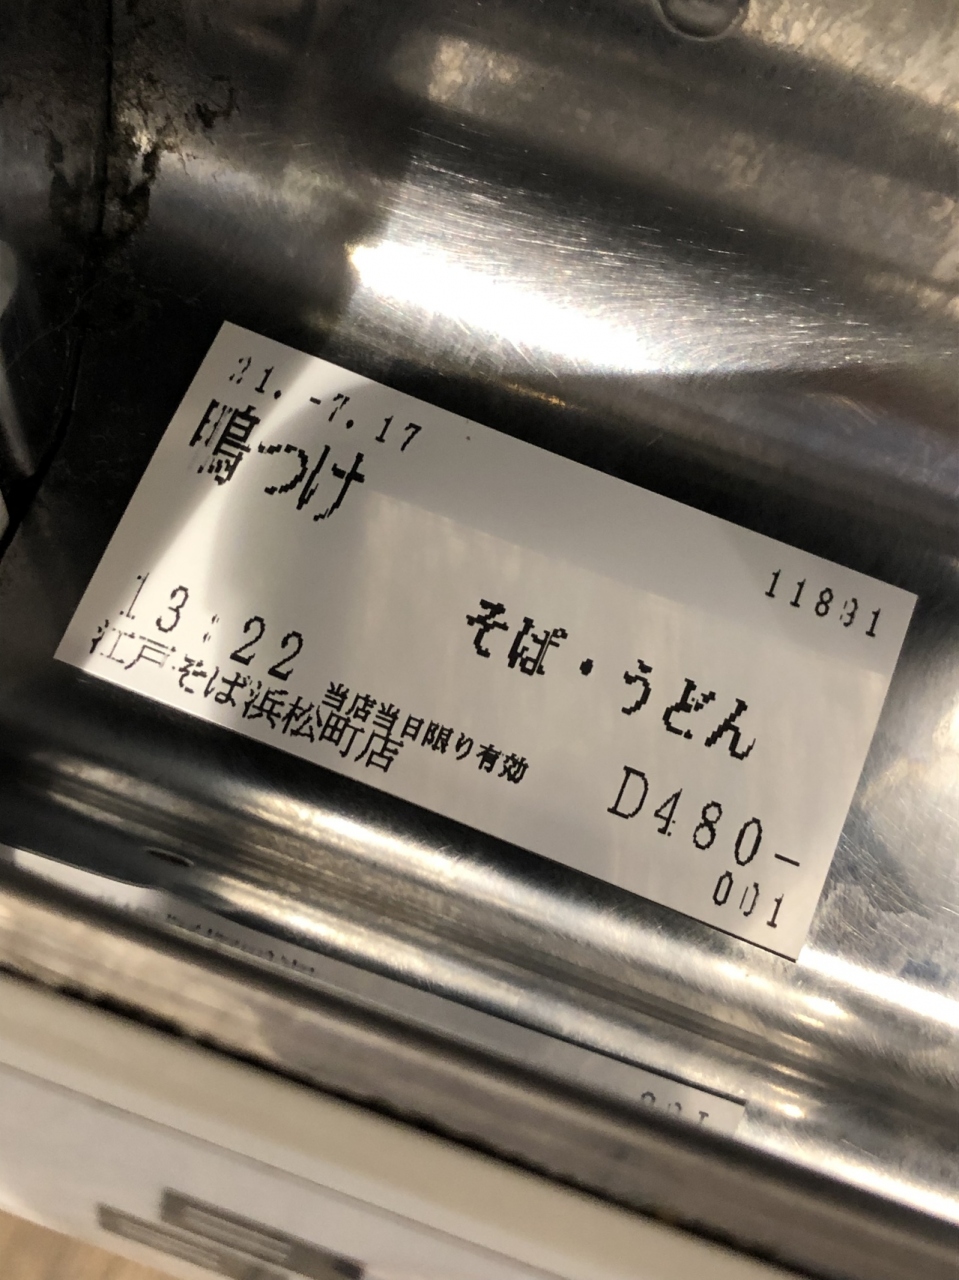 21.-7.17
鴨つけ
11891
そば・うどん
13:22
当店当日限り有効
江戸そば浜松町店
D480-
001